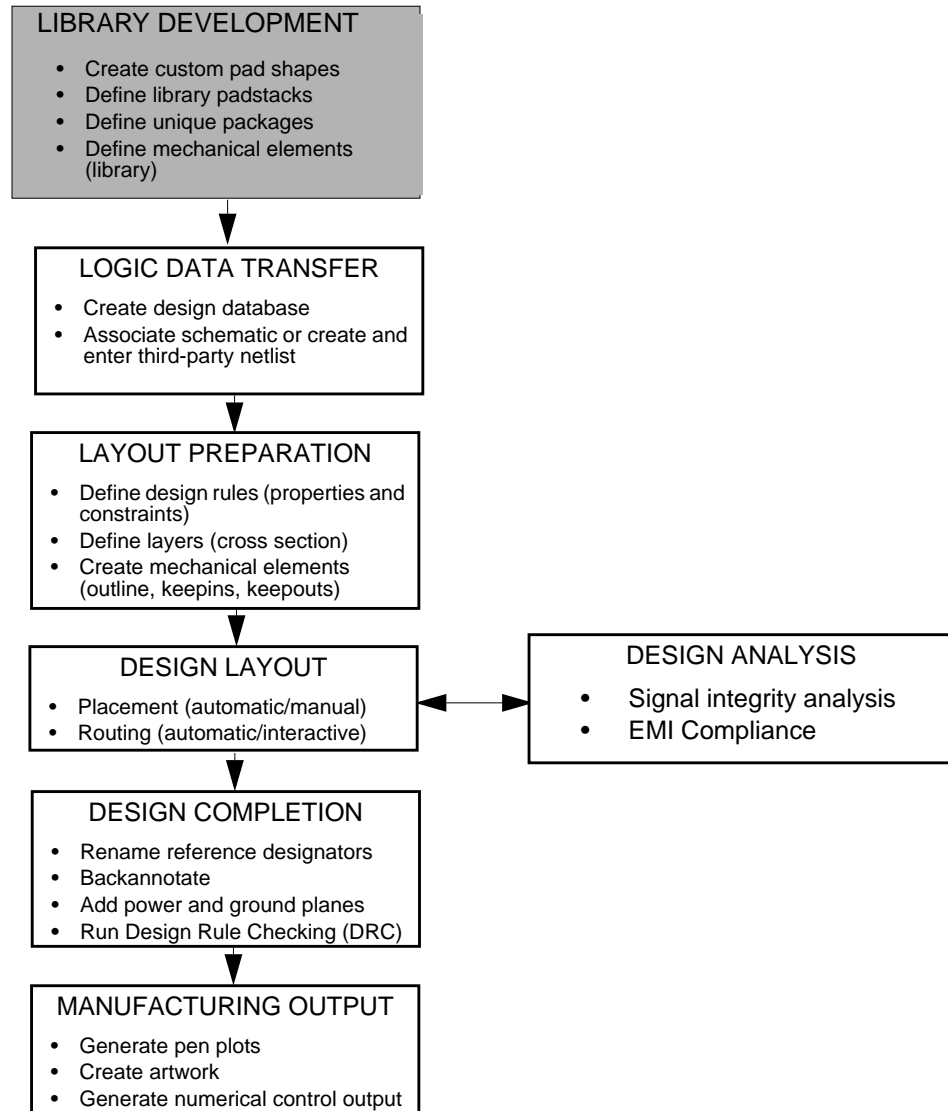 LIBRARY DEVELOPMENT
• Create custom pad shapes
• Define library padstacks
• Define unique packages
• Define mechanical elements
(library)
LOGIC DATA TRANSFER
• Create design database
• Associate schematic or create and
enter third-party netlist
LAYOUT PREPARATION
• Define design rules (properties and
constraints)
• Define layers (cross section)
• Create mechanical elements
(outline, keepins, keepouts)
DESIGN LAYOUT
• Placement (automatic/manual)
• Routing (automatic/interactive)
DESIGN ANALYSIS
• Signal integrity analysis
• EMI Compliance
DESIGN COMPLETION
• Rename reference designators
• Backannotate
• Add power and ground planes
• Run Design Rule Checking (DRC)
MANUFACTURING OUTPUT
• Generate pen plots
• Create artwork
• Generate numerical control output